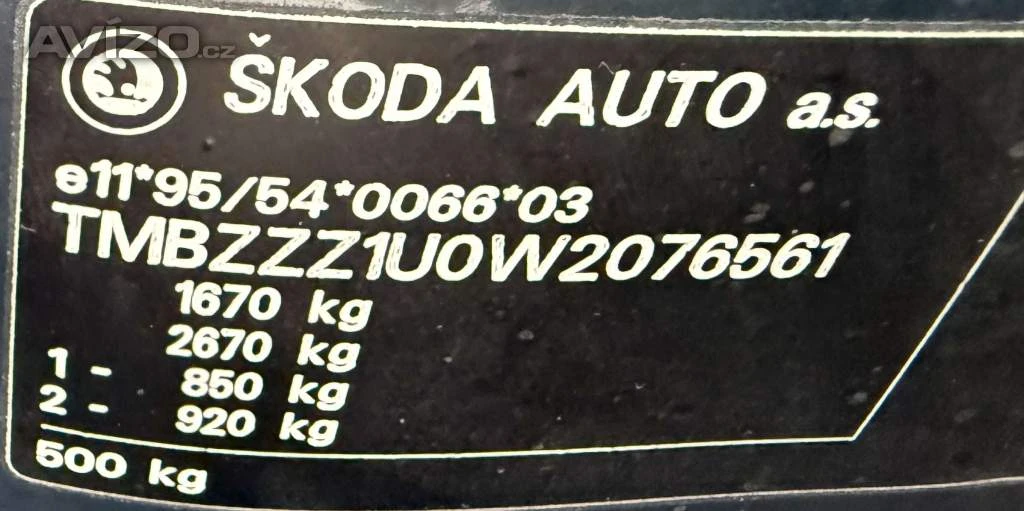 AVÍZO.cz
ŠKODA AUTO a.s.
e11*95/54*0066*03
TMBZZZ1U0W2076561
1670 kg
2670 kg
1 - 850 kg
2 - 920 kg
500 kg